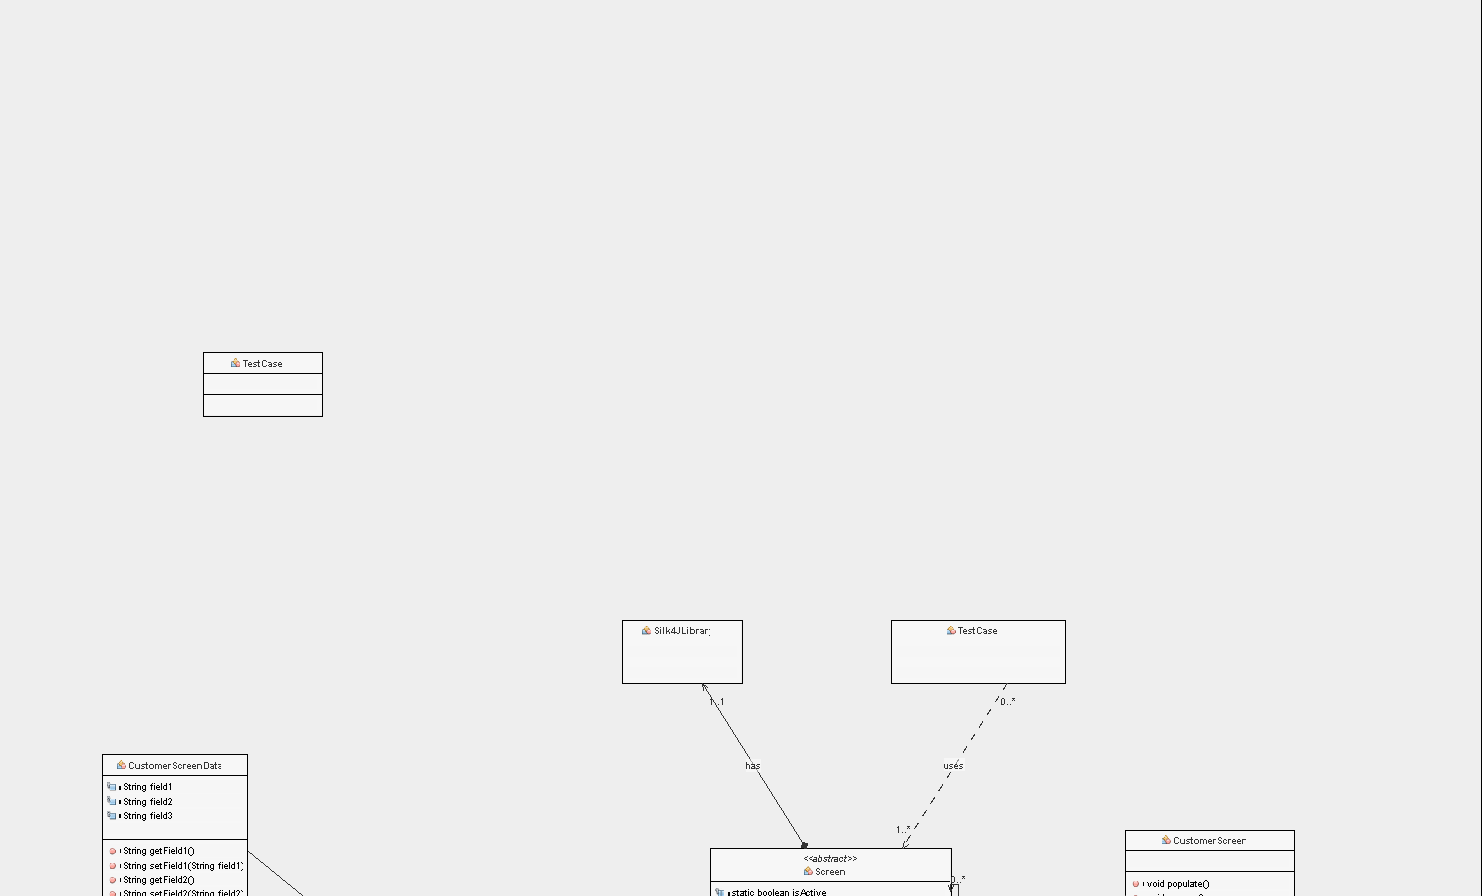 TestCase
Silk4JLibrary
TestCase
1..1
0..*
has
uses
CustomerScreenData
String field1
String field2
String field3
1..*
CustomerScreen
String getField1()
String setField1(String field1)
String getField2()
<<abstract>>
Screen
0..*
void populate()
static boolean isActive
String setField2(String field2)